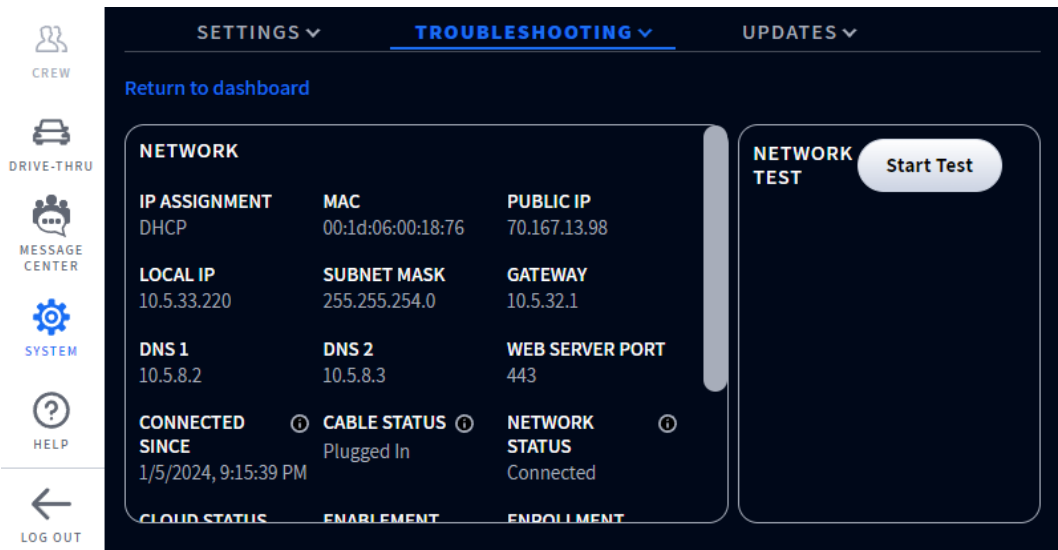 CREW
DRIVE-THRU
MESSAGE
CENTER
SYSTEM
HELP
LOG OUT
SETTINGS
TROUBLESHOOTING
UPDATES
Return to dashboard
NETWORK
IP ASSIGNMENT
DHCP
MAC
00:1d:06:00:18:76
PUBLIC IP
70.167.13.98
LOCAL IP
10.5.33.220
SUBNET MASK
255.255.254.0
GATEWAY
10.5.32.1
DNS 1
10.5.8.2
DNS 2
10.5.8.3
WEB SERVER PORT
443
CONNECTED
SINCE
1/5/2024, 9:15:39 PM
CABLE STATUS
Plugged In
NETWORK
STATUS
Connected
CLOUD STATUS
ENABLEMENT
ENROLLMENT
NETWORK
TEST
Start Test